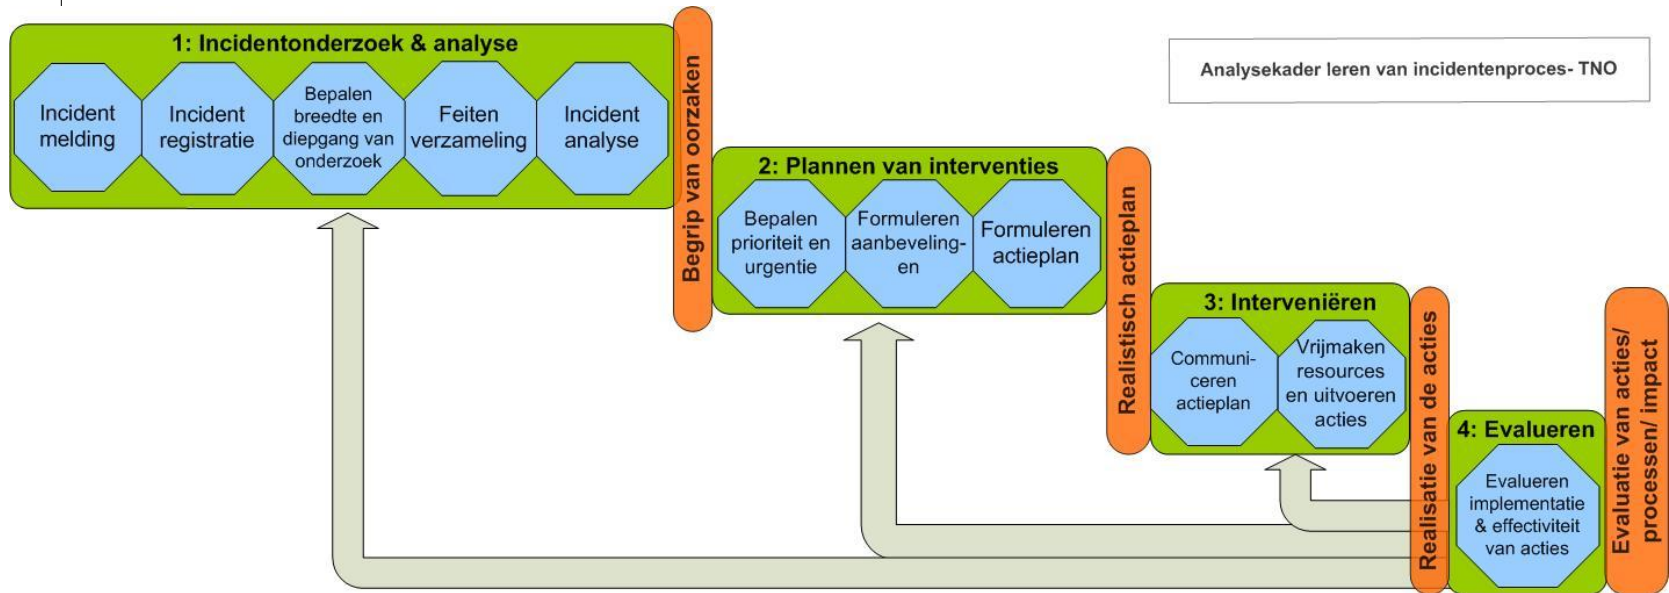 1: Incidentonderzoek & analyse
Incident
melding
Incident
registratie
Bepalen
breedte en
diepgang van
onderzoek
Feiten
verzameling
Incident
analyse
Begrip van oorzaken
Analysekader leren van incidentenproces- TNO
2: Plannen van interventies
Bepalen
prioriteit en
urgentie
Formuleren
aanbeveling-
en
Formuleren
actieplan
Realistisch actieplan
3: Interveniëren
Communi-
ceren
actieplan
Vrijmaken
resources
en uitvoeren
acties
Realisatie van de acties
4: Evalueren
Evalueren
implementatie
& effectiviteit
van acties
Evaluatie van acties/
processen/ impact